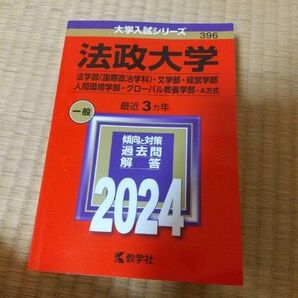 大学入試シリーズ
396
法政大学
法学部〈国際政治学科〉・文学部・経営学部
人間環境学部・グローバル教養学部-A方式
最近3カ年
一般
傾向と対策
過去問
解答
2024
教学社